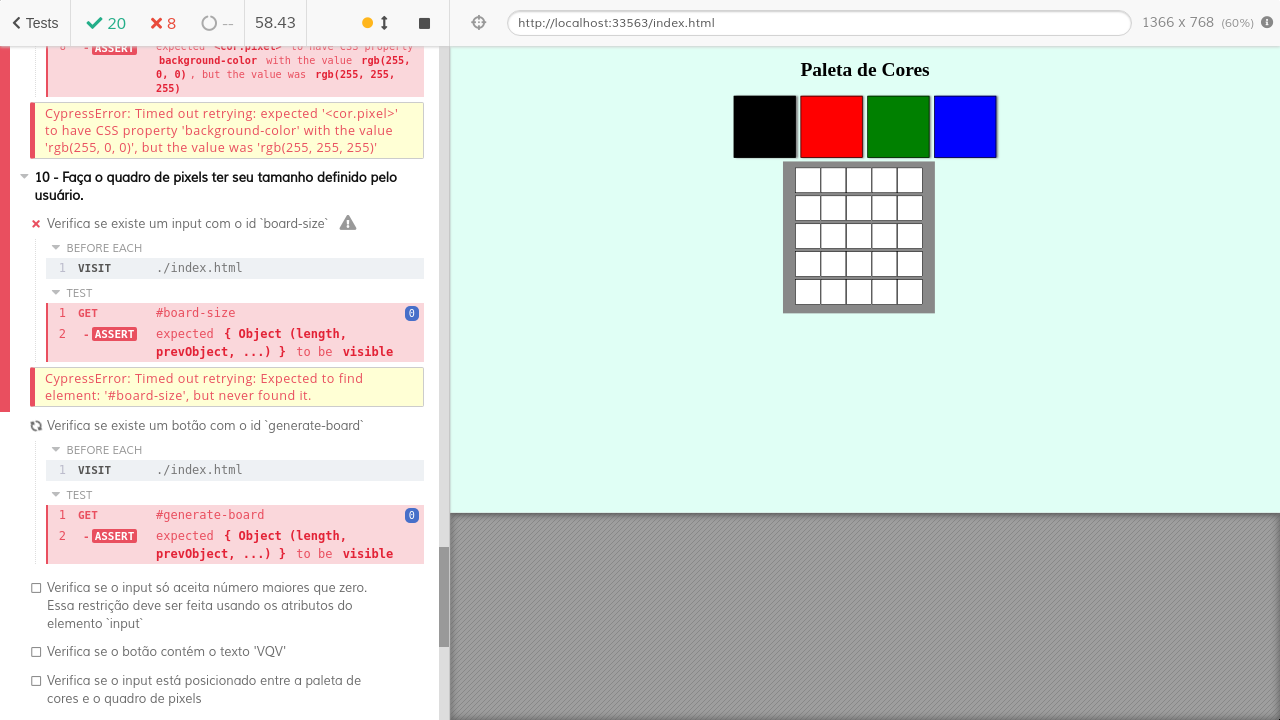 Tests
20
8
--
58.43
http://localhost:33563/index.html
1366 x 768 (60%)
6 -ASSERT expected <cor.pixel> to have CSS property
background-color with the value rgb(255,
0, 0) , but the value was rgb(255, 255,
255)
CypressError: Timed out retrying: expected '<cor.pixel>'
to have CSS property 'background-color' with the value
'rgb(255, 0, 0)', but the value was 'rgb(255, 255, 255)'
10 - Faça o quadro de pixels ter seu tamanho definido pelo
usuário.
Verifica se existe um input com o id `board-size`
BEFORE EACH
1 VISIT ./index.html
TEST
1 GET #board-size 0
2 -ASSERT expected { Object (length,
prevObject, ...) } to be visible
CypressError: Timed out retrying: Expected to find
element: '#board-size', but never found it.
Verifica se existe um botão com o id `generate-board`
BEFORE EACH
1 VISIT ./index.html
TEST
1 GET #generate-board 0
2 -ASSERT expected { Object (length,
prevObject, ...) } to be visible
Verifica se o input só aceita número maiores que zero.
Essa restrição deve ser feita usando os atributos do
elemento `input`
Verifica se o botão contém o texto 'VQV'
Verifica se o input está posicionado entre a paleta de
cores e o quadro de pixels
Paleta de Cores